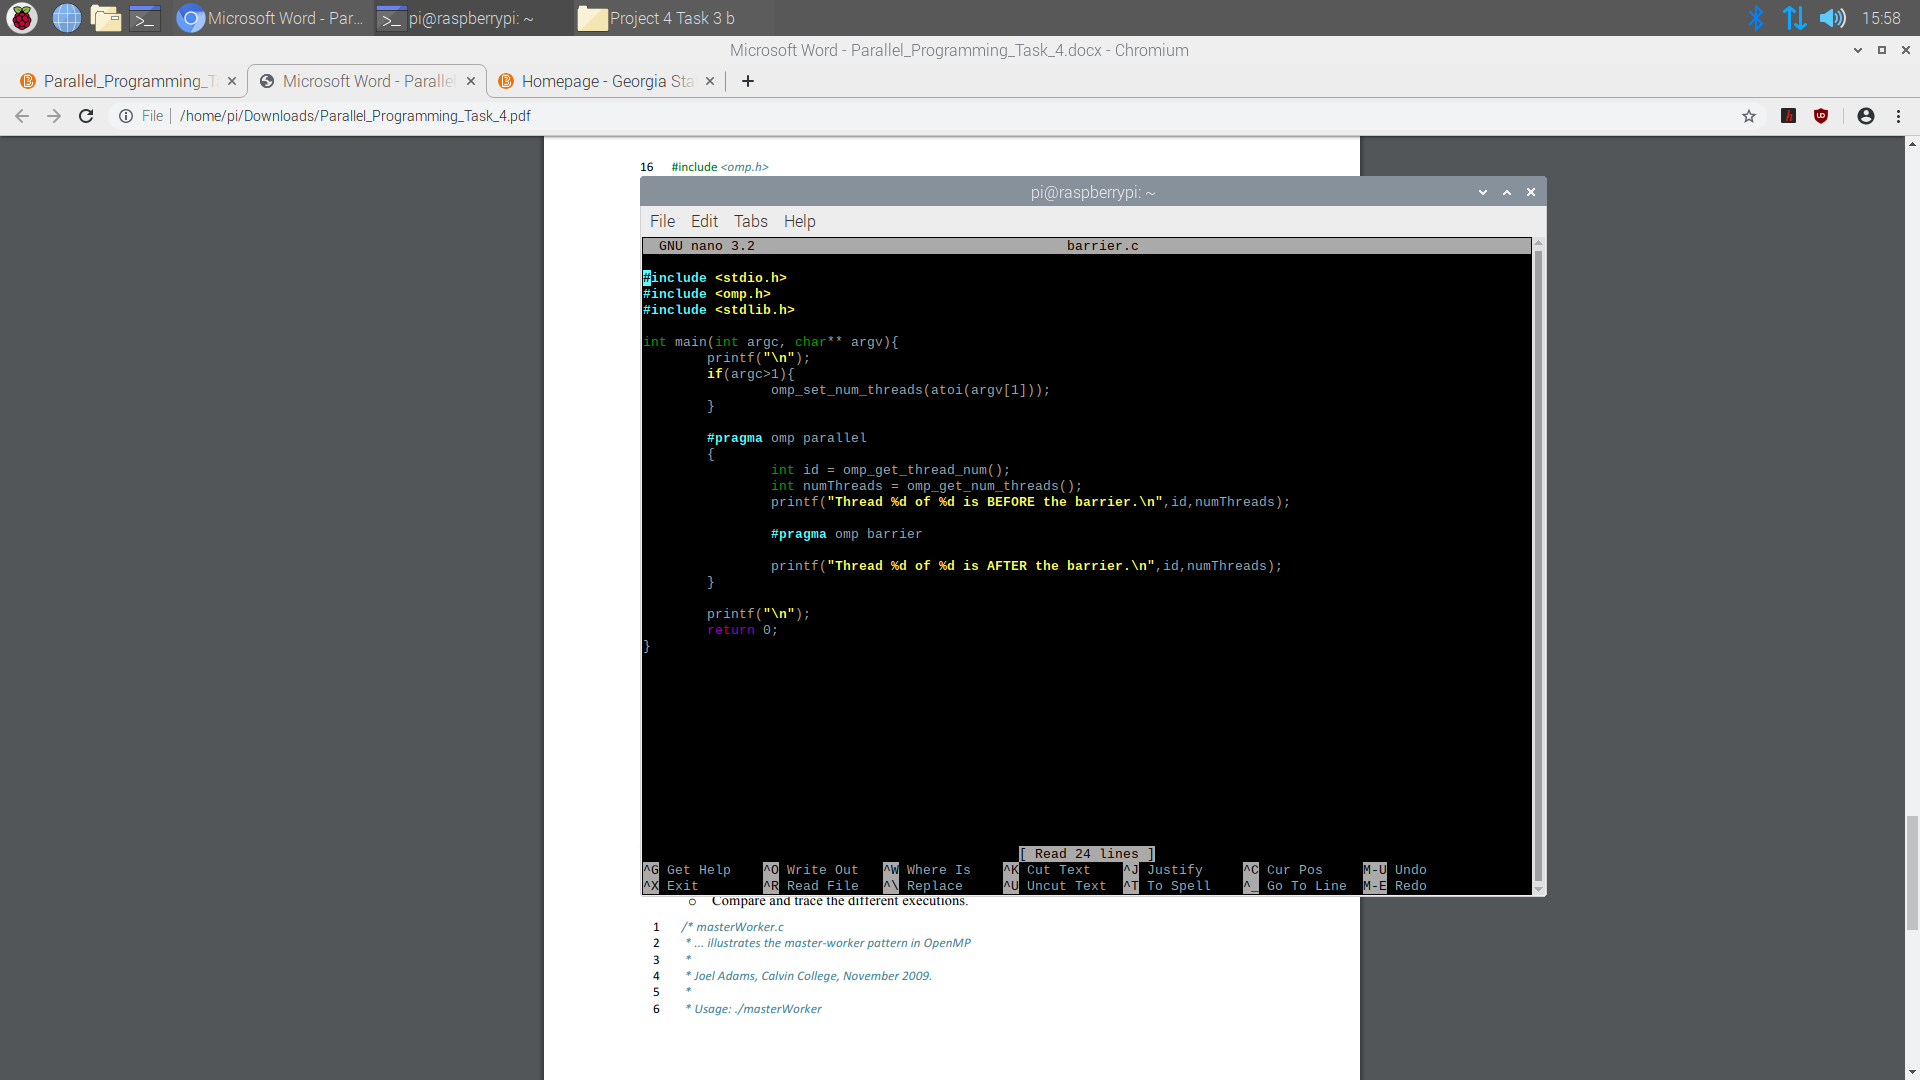 Microsoft Word - Par... pi@raspberrypi: ~ Project 4 Task 3 b 15:58
Microsoft Word - Parallel_Programming_Task_4.docx - Chromium
Parallel_Programming_T Microsoft Word - Parallel Homepage - Georgia Sta
File /home/pi/Downloads/Parallel_Programming_Task_4.pdf
16 #include <omp.h>
pi@raspberrypi: ~
File Edit Tabs Help
GNU nano 3.2 barrier.c
#include <stdio.h>
#include <omp.h>
#include <stdlib.h>
int main(int argc, char** argv){
printf("\n");
if(argc>1){
omp_set_num_threads(atoi(argv[1]));
}
#pragma omp parallel
{
int id = omp_get_thread_num();
int numThreads = omp_get_num_threads();
printf("Thread %d of %d is BEFORE the barrier.\n",id,numThreads);
#pragma omp barrier
printf("Thread %d of %d is AFTER the barrier.\n",id,numThreads);
}
printf("\n");
return 0;
}
[ Read 24 lines ]
^G Get Help ^O Write Out ^W Where Is ^K Cut Text ^J Justify ^C Cur Pos M-U Undo
^X Exit ^R Read File ^\ Replace ^U Uncut Text ^T To Spell ^_ Go To Line M-E Redo
o Compare and trace the different executions.
1 /* masterWorker.c
2 * ... illustrates the master-worker pattern in OpenMP
3 *
4 * Joel Adams, Calvin College, November 2009.
5 *
6 * Usage: ./masterWorker